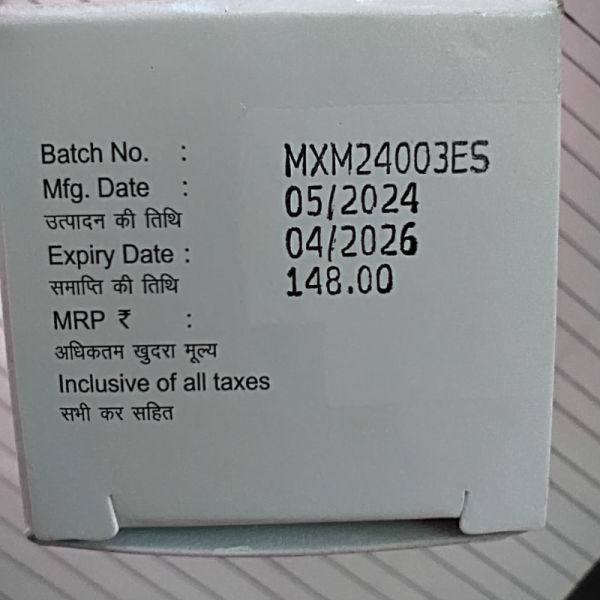 Batch No. : MXM24003ES
Mfg. Date : 05/2024
उत्पादन की तिथि
Expiry Date : 04/2026
समाप्ति की तिथि
148.00
MRP ₹ :
अधिकतम खुदरा मूल्य
Inclusive of all taxes
सभी कर सहित